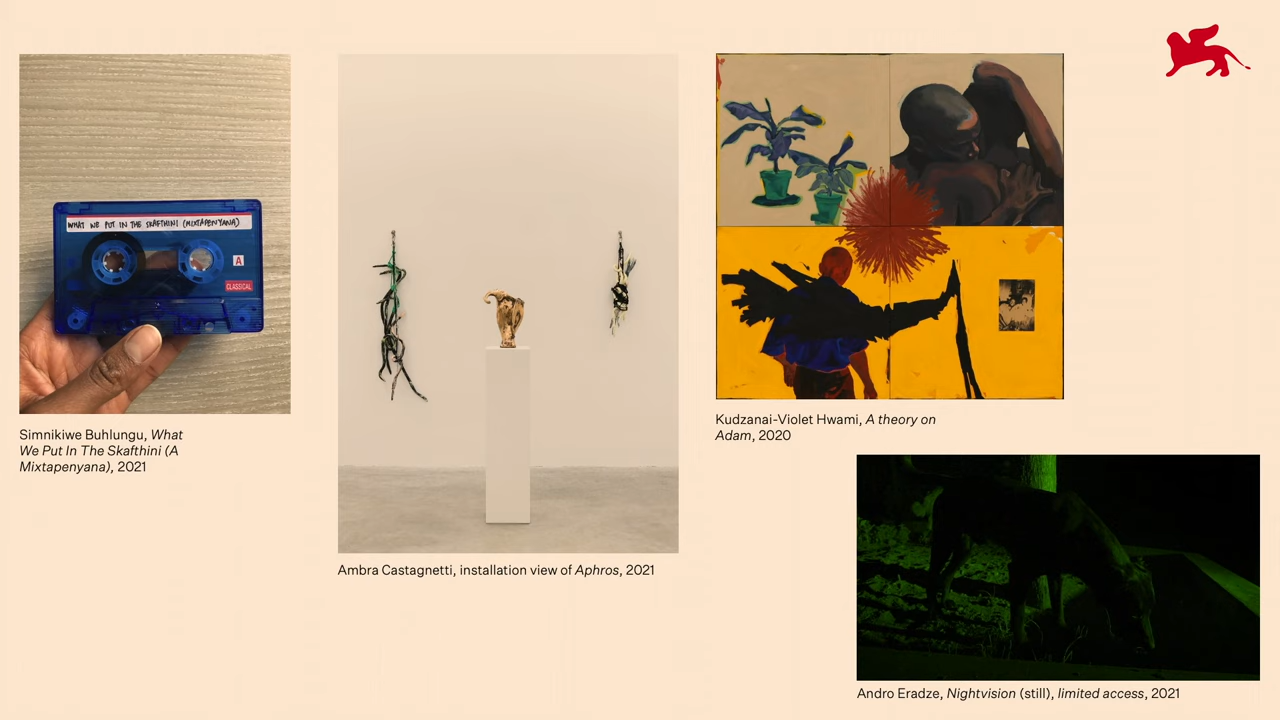 WHAT WE PUT IN THE SKAFTHINI (MIXTAPENYANA)
A
CLASSICAL
Simnikiwe Buhlungu, What
We Put In The Skafthini (A
Mixtapenyana), 2021
Ambra Castagnetti, installation view of Aphros, 2021
Kudzanai-Violet Hwami, A theory on
Adam, 2020
Andro Eradze, Nightvision (still), limited access, 2021